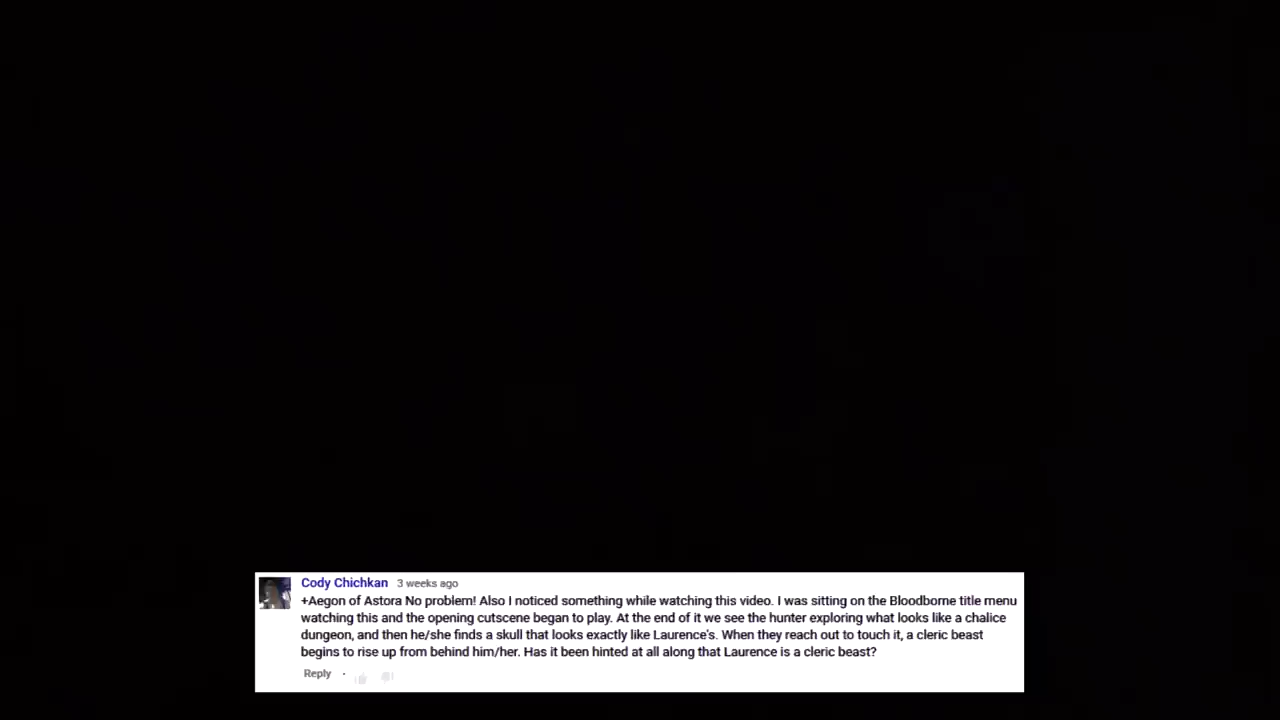 Cody Chichkan 3 weeks ago
+Aegon of Astora No problem! Also I noticed something while watching this video. I was sitting on the Bloodborne title menu
watching this and the opening cutscene began to play. At the end of it we see the hunter exploring what looks like a chalice
dungeon, and then he/she finds a skull that looks exactly like Laurence's. When they reach out to touch it, a cleric beast
begins to rise up from behind him/her. Has it been hinted at all along that Laurence is a cleric beast?
Reply ·